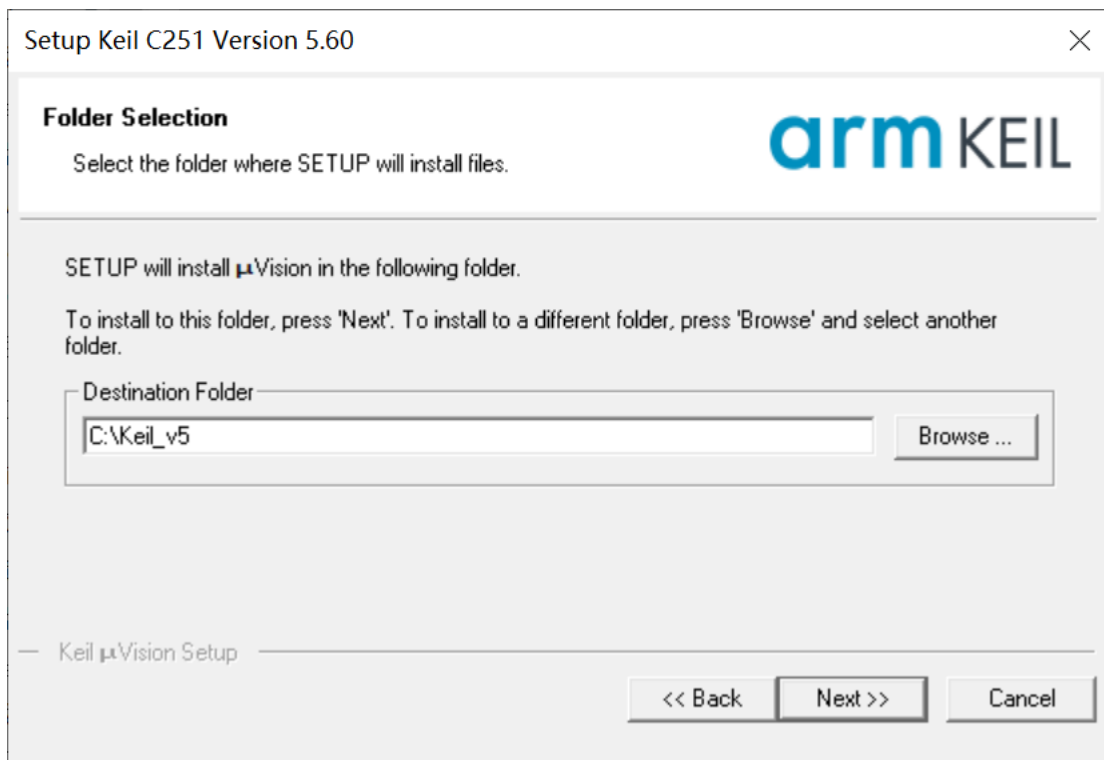 Setup Keil C251 Version 5.60
Folder Selection
Select the folder where SETUP will install files.
arm KEIL
SETUP will install µVision in the following folder.
To install to this folder, press 'Next'. To install to a different folder, press 'Browse' and select another
folder.
Destination Folder
C:\Keil_v5
Browse ...
Keil µVision Setup
<< Back
Next >>
Cancel